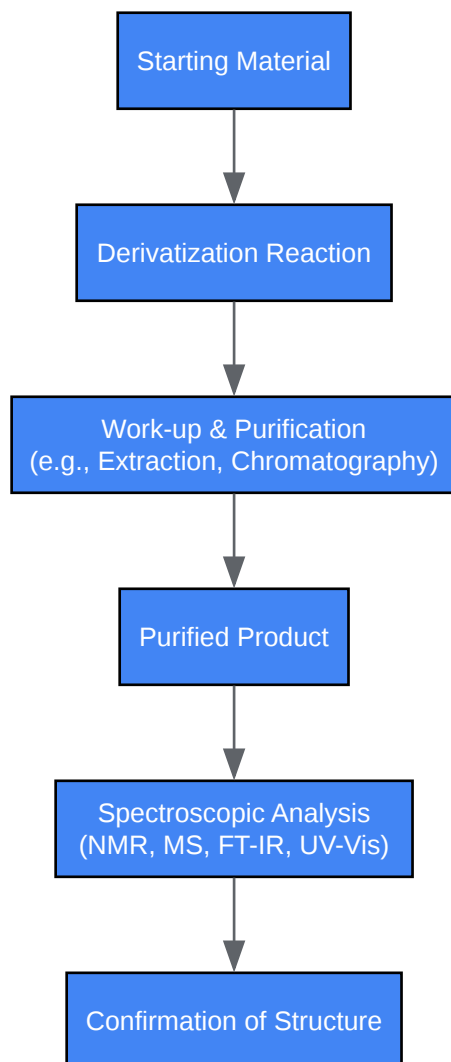 Starting Material
Derivatization Reaction
Work-up & Purification
(e.g., Extraction, Chromatography)
Purified Product
Spectroscopic Analysis
(NMR, MS, FT-IR, UV-Vis)
Confirmation of Structure